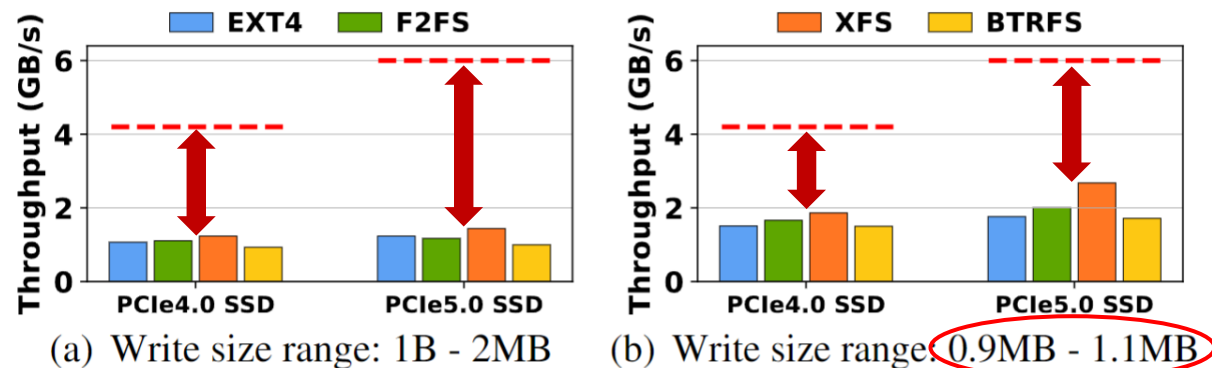 EXT4 F2FS XFS BTRFS
Throughput (GB/s)
6
4
2
0
PCIe4.0 SSD PCIe5.0 SSD
(a) Write size range: 1B - 2MB
Throughput (GB/s)
6
4
2
0
PCIe4.0 SSD PCIe5.0 SSD
(b) Write size range: 0.9MB - 1.1MB